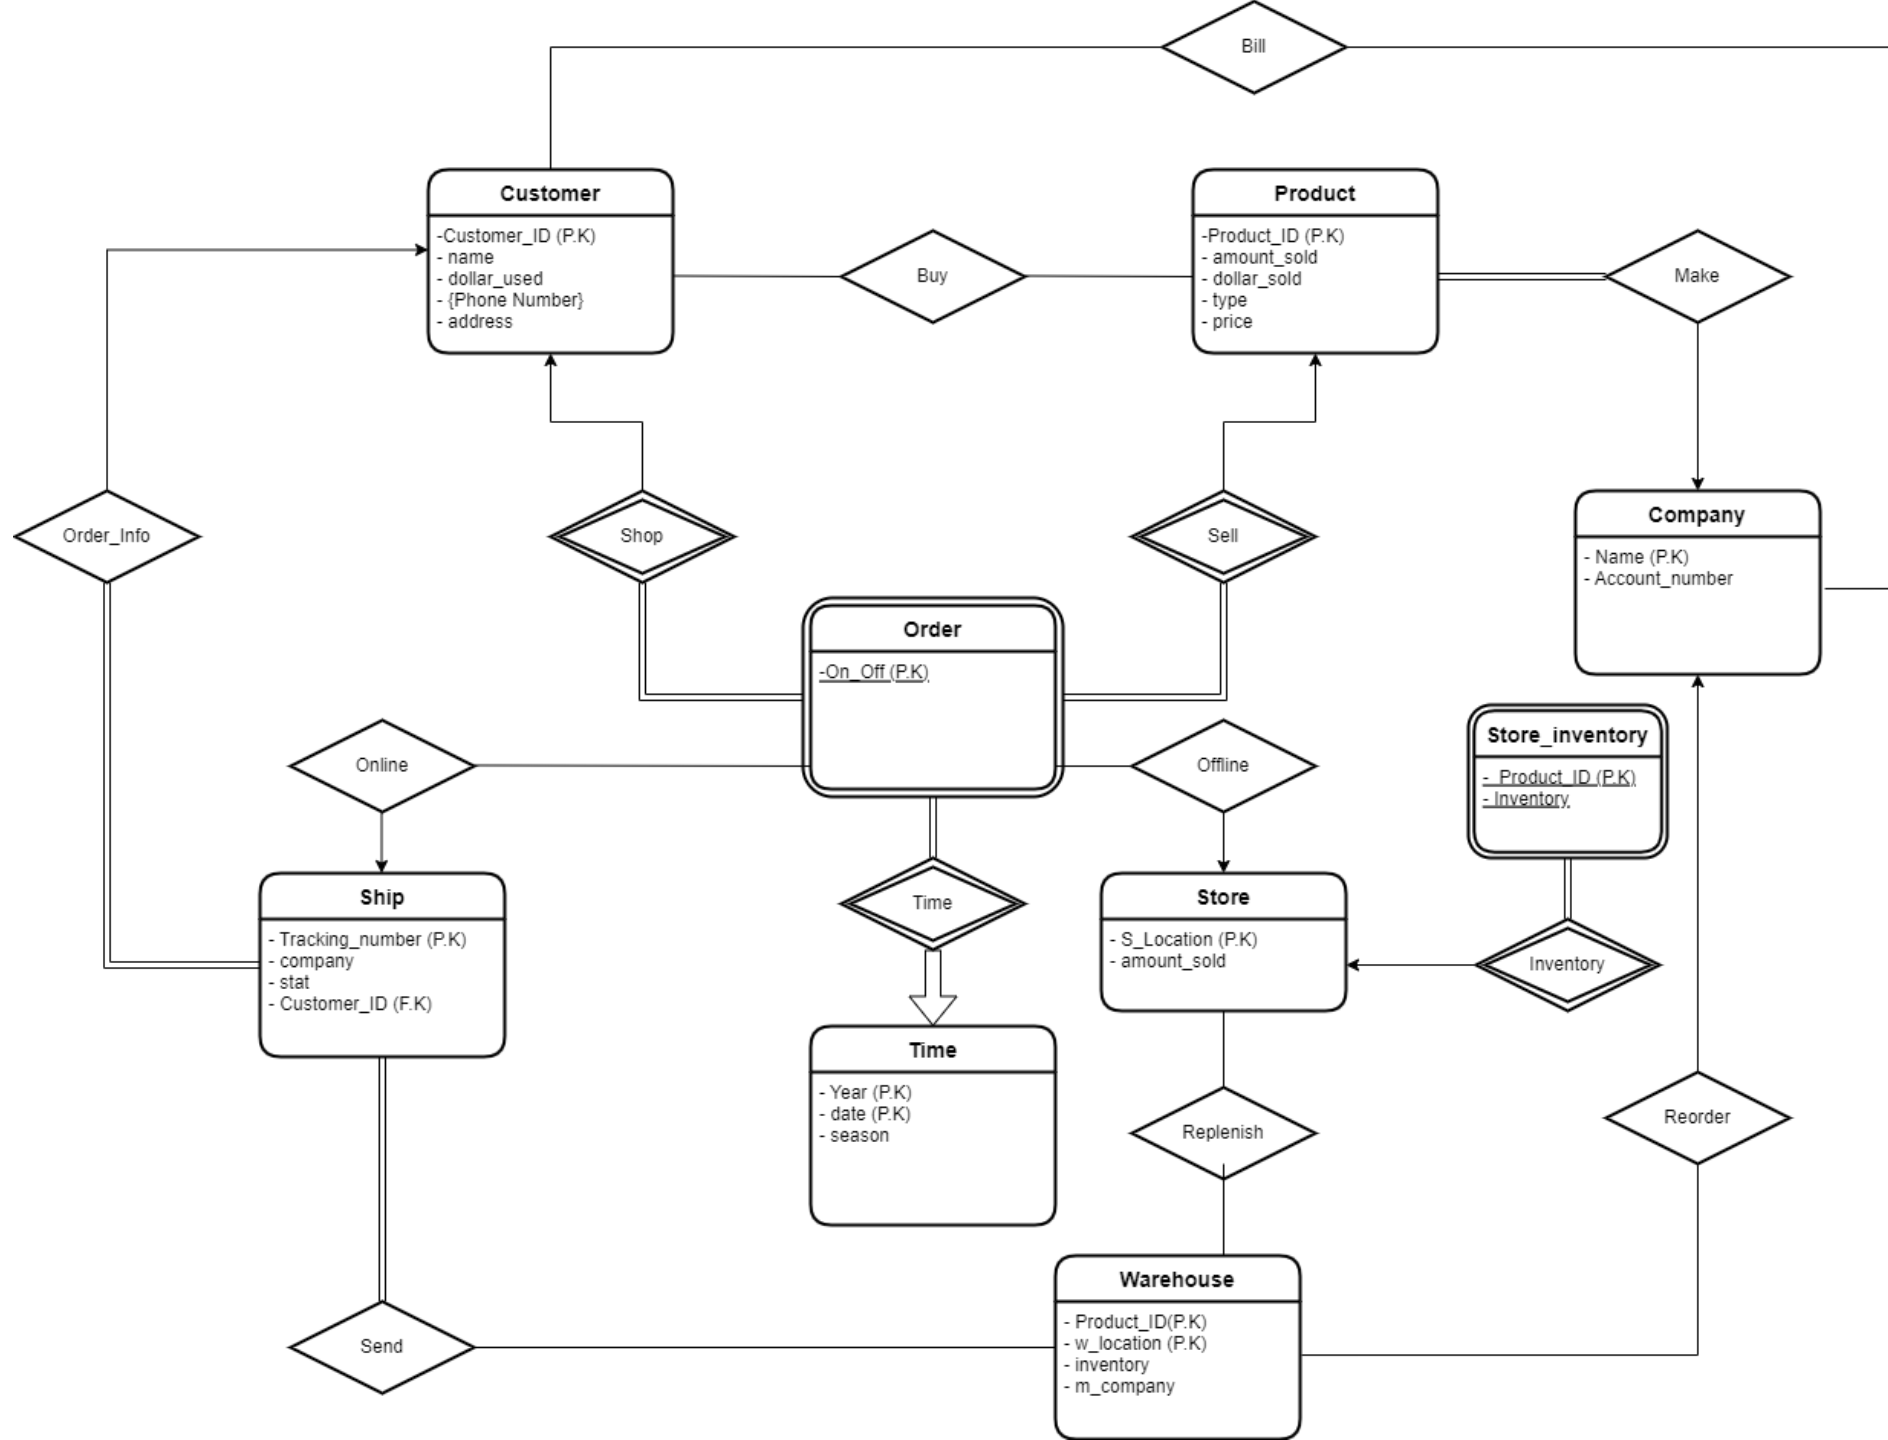 Bill
Customer
-Customer_ID (P.K)
- name
- dollar_used
- {Phone Number}
- address
Buy
Product
-Product_ID (P.K)
- amount_sold
- dollar_sold
- type
- price
Make
Order_Info
Shop
Sell
Company
- Name (P.K)
- Account_number
Order
-On_Off (P.K)
Online
Offline
Store_inventory
- Product_ID (P.K)
- Inventory
Ship
- Tracking_number (P.K)
- company
- stat
- Customer_ID (F.K)
Time
Store
- S_Location (P.K)
- amount_sold
Inventory
Time
- Year (P.K)
- date (P.K)
- season
Replenish
Reorder
Send
Warehouse
- Product_ID(P.K)
- w_location (P.K)
- inventory
- m_company